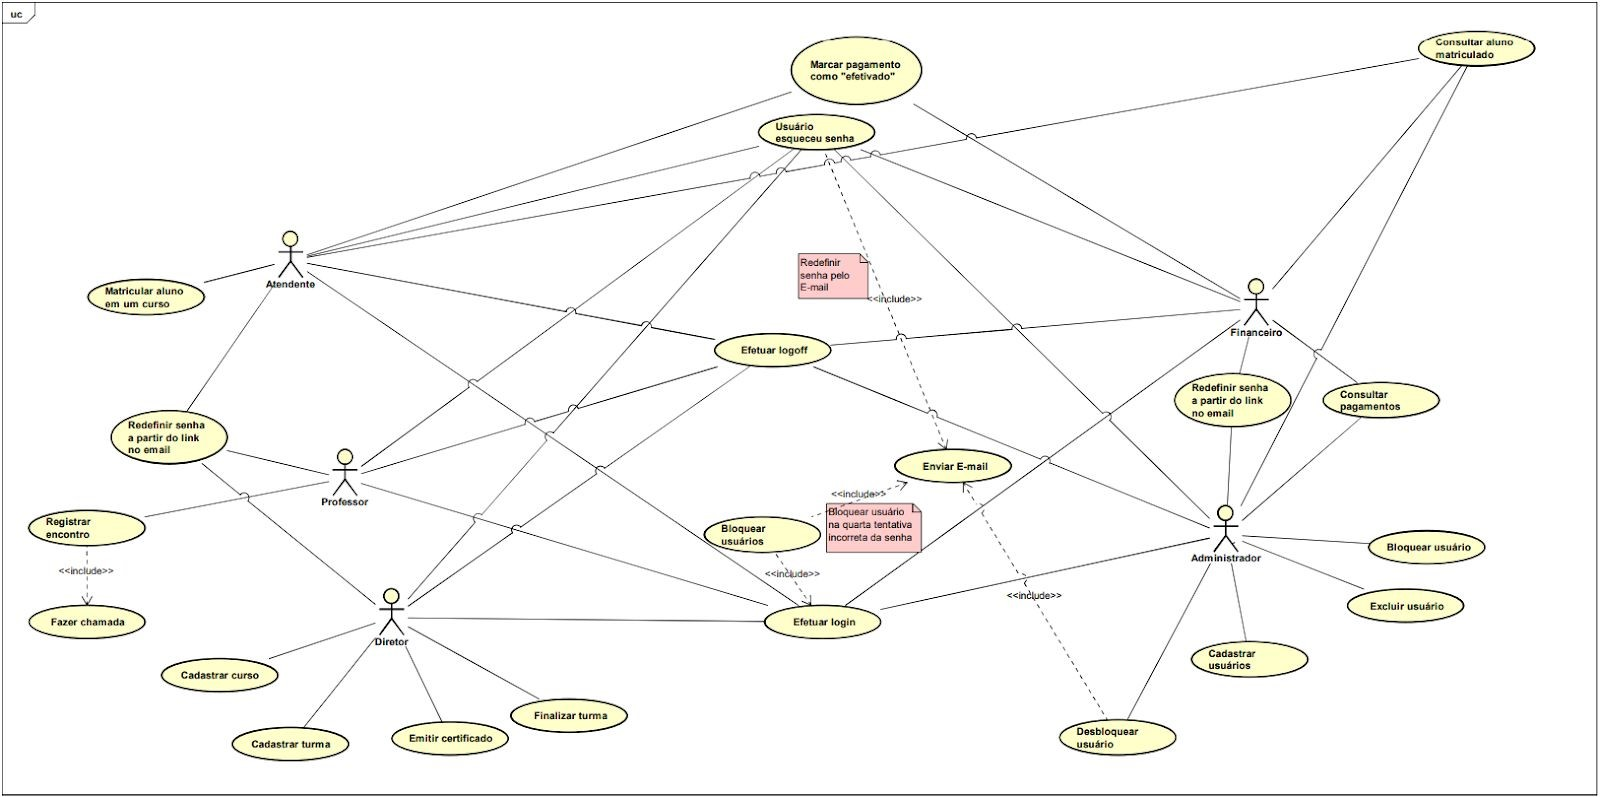 uc
Marcar pagamento
como "efetivado"
Consultar aluno
matriculado
Usuário
esqueceu senha
Atendente
Matricular aluno
em um curso
Redefinir
senha pelo
E-mail
<<include>>
Financeiro
Efetuar logoff
Redefinir senha
a partir do link
no email
Consultar
pagamentos
Redefinir senha
a partir do link
no email
Professor
Enviar E-mail
<<include>>
Bloquear usuário
na quarta tentativa
incorreta da senha
Registrar
encontro
Bloquear
usuários
Administrador
Bloquear usuário
<<include>>
<<include>>
<<include>>
Excluir usuário
Fazer chamada
Efetuar login
Diretor
Cadastrar
usuários
Cadastrar curso
Finalizar turma
Cadastrar turma
Emitir certificado
Desbloquear
usuário